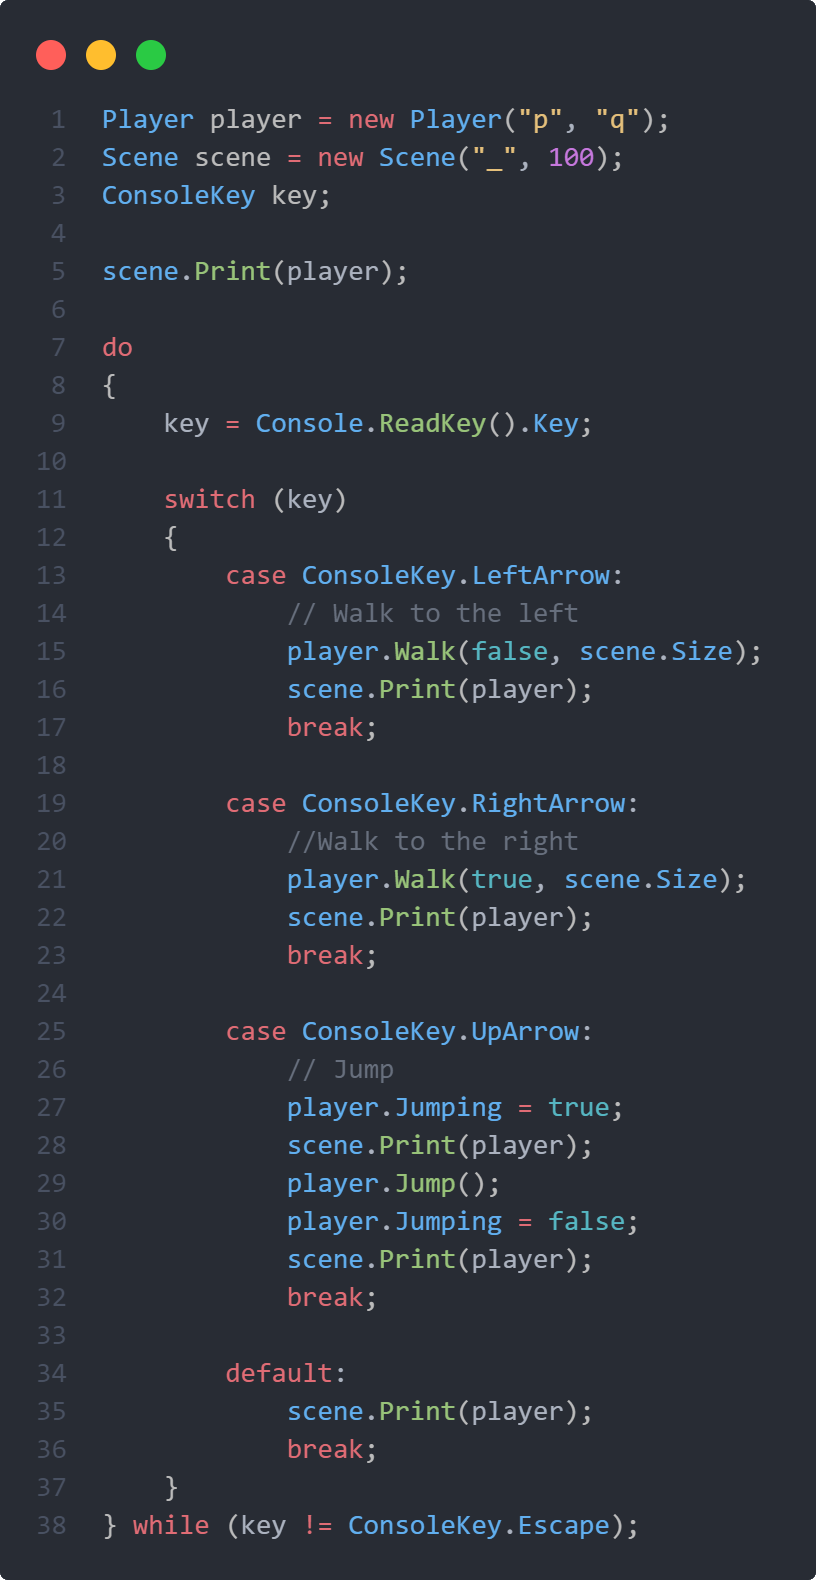 1 Player player = new Player("p", "q");
2 Scene scene = new Scene("_", 100);
3 ConsoleKey key;
4
5 scene.Print(player);
6
7 do
8 {
9     key = Console.ReadKey().Key;
10
11     switch (key)
12     {
13         case ConsoleKey.LeftArrow:
14             // Walk to the left
15             player.Walk(false, scene.Size);
16             scene.Print(player);
17             break;
18
19         case ConsoleKey.RightArrow:
20             //Walk to the right
21             player.Walk(true, scene.Size);
22             scene.Print(player);
23             break;
24
25         case ConsoleKey.UpArrow:
26             // Jump
27             player.Jumping = true;
28             scene.Print(player);
29             player.Jump();
30             player.Jumping = false;
31             scene.Print(player);
32             break;
33
34         default:
35             scene.Print(player);
36             break;
37     }
38 } while (key != ConsoleKey.Escape);